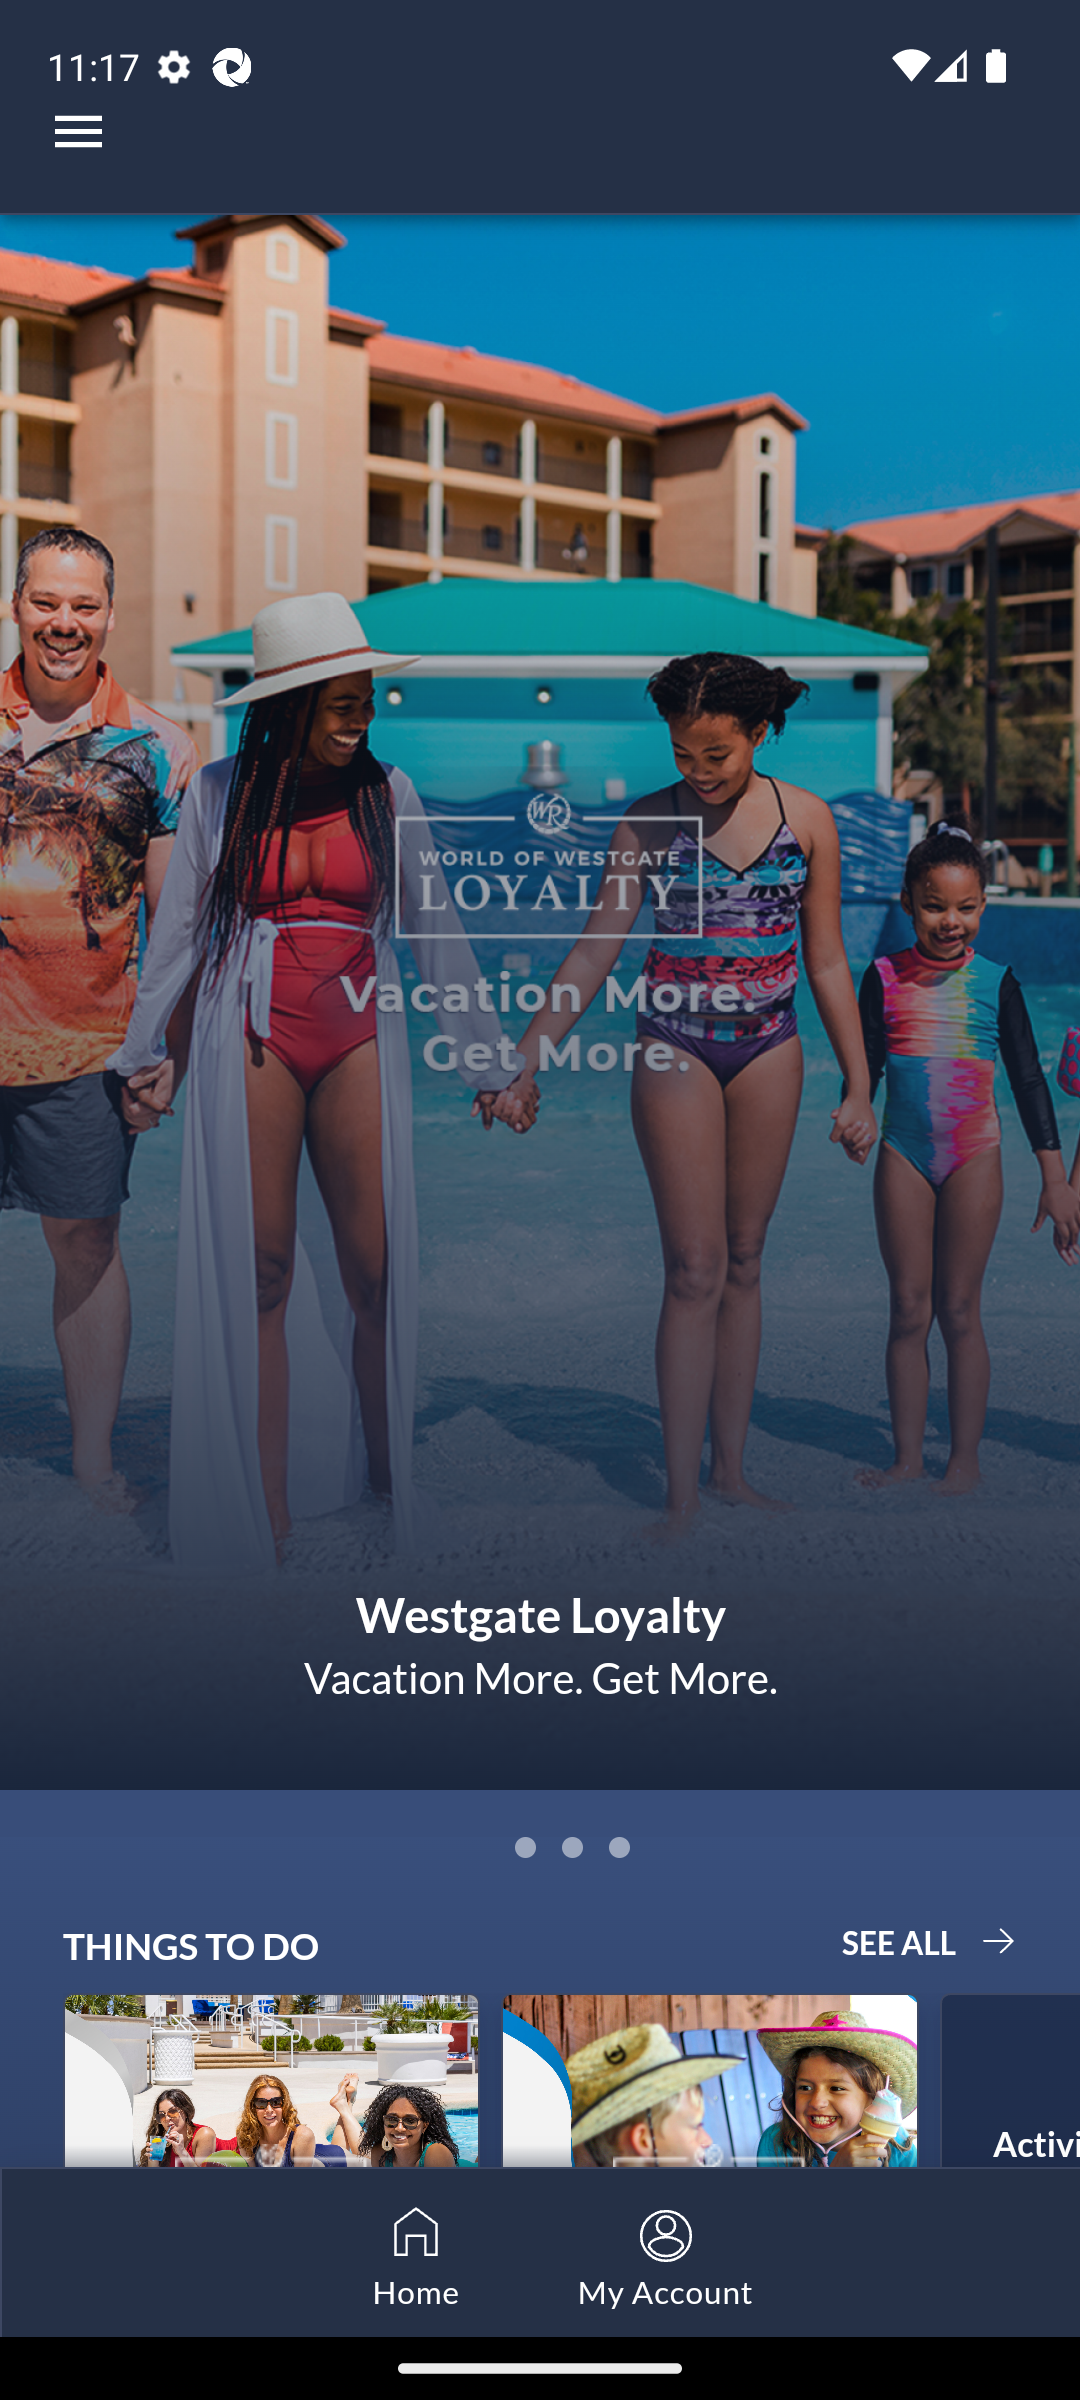 11:17
WR
WORLD OF WESTGATE
LOYALTY
Vacation More.
Get More.
Westgate Loyalty
Vacation More. Get More.
THINGS TO DO
SEE ALL
Activi
Home
My Account